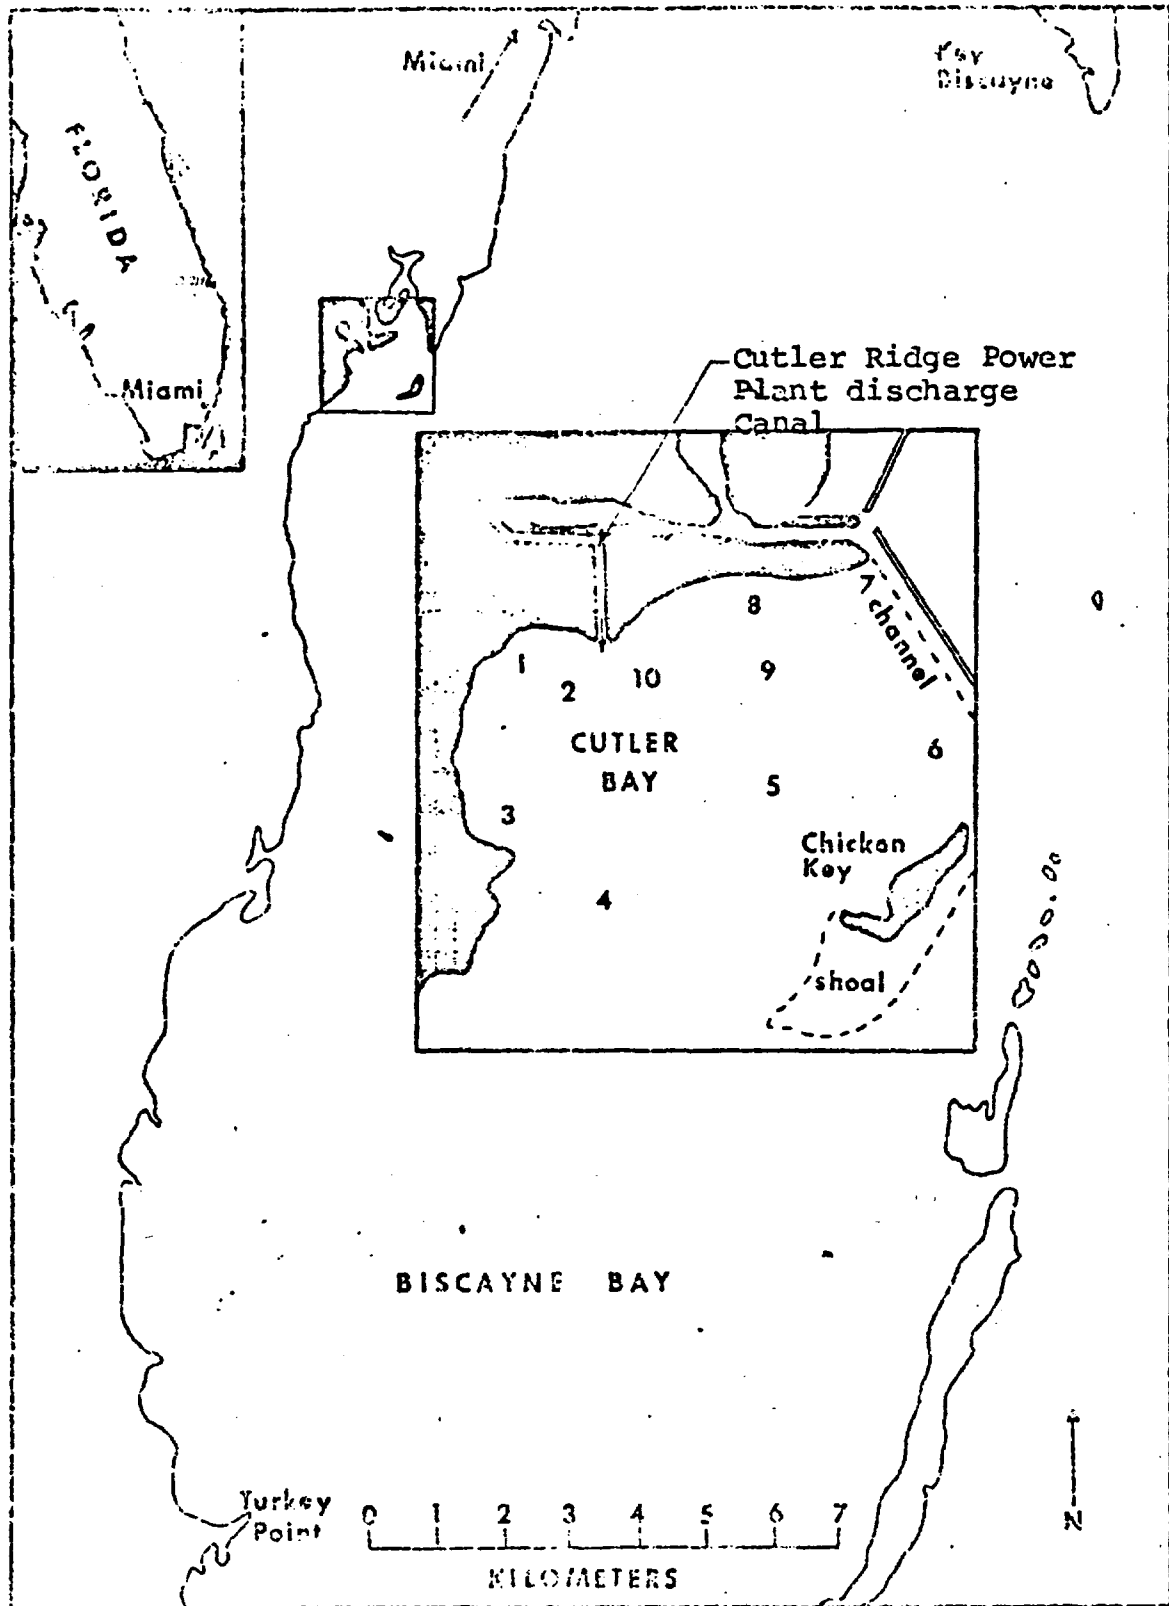 Miami
Key
Biscayne
FLORIDA
Miami
Cutler Ridge Power
Plant discharge
Canal
channel
8
1
2
10
9
CUTLER
BAY
6
5
3
Chicken
Key
4
shoal
BISCAYNE BAY
Turkey
Point
0 1 2 3 4 5 6 7
KILOMETERS
N